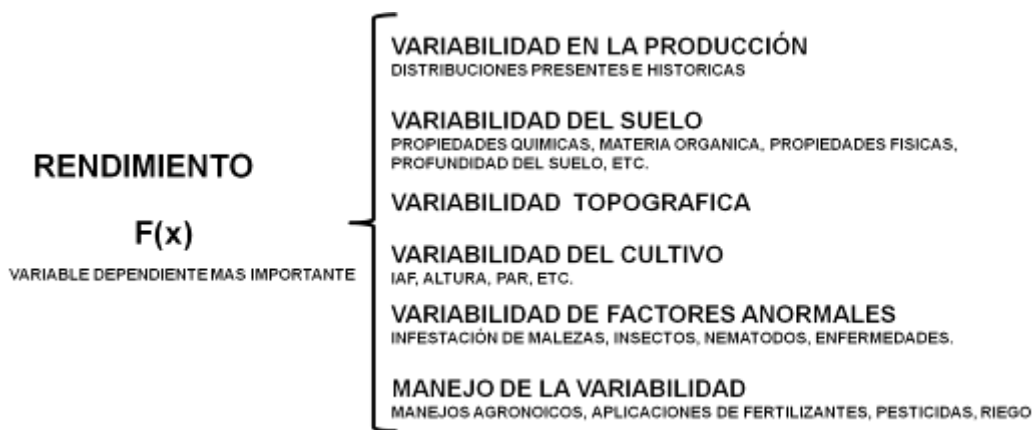 RENDIMIENTO
F(x)
VARIABLE DEPENDIENTE MAS IMPORTANTE
VARIABILIDAD EN LA PRODUCCIÓN
DISTRIBUCIONES PRESENTES E HISTORICAS
VARIABILIDAD DEL SUELO
PROPIEDADES QUIMICAS, MATERIA ORGANICA, PROPIEDADES FISICAS,
PROFUNDIDAD DEL SUELO, ETC.
VARIABILIDAD TOPOGRAFICA
VARIABILIDAD DEL CULTIVO
IAF, ALTURA, PAR, ETC.
VARIABILIDAD DE FACTORES ANORMALES
INFESTACIÓN DE MALEZAS, INSECTOS, NEMATODOS, ENFERMEDADES.
MANEJO DE LA VARIABILIDAD
MANEJOS AGRONOICOS, APLICACIONES DE FERTILIZANTES, PESTICIDAS, RIEGO